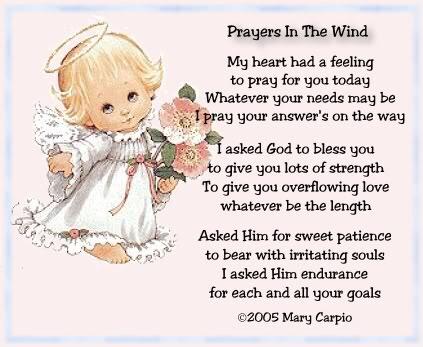 Prayers In The Wind
My heart had a feeling
to pray for you today
Whatever your needs may be
I pray your answer's on the way
I asked God to bless you
to give you lots of strength
To give you overflowing love
whatever be the length
Asked Him for sweet patience
to bear with irritating souls
I asked Him endurance
for each and all your goals
©2005 Mary Carpio